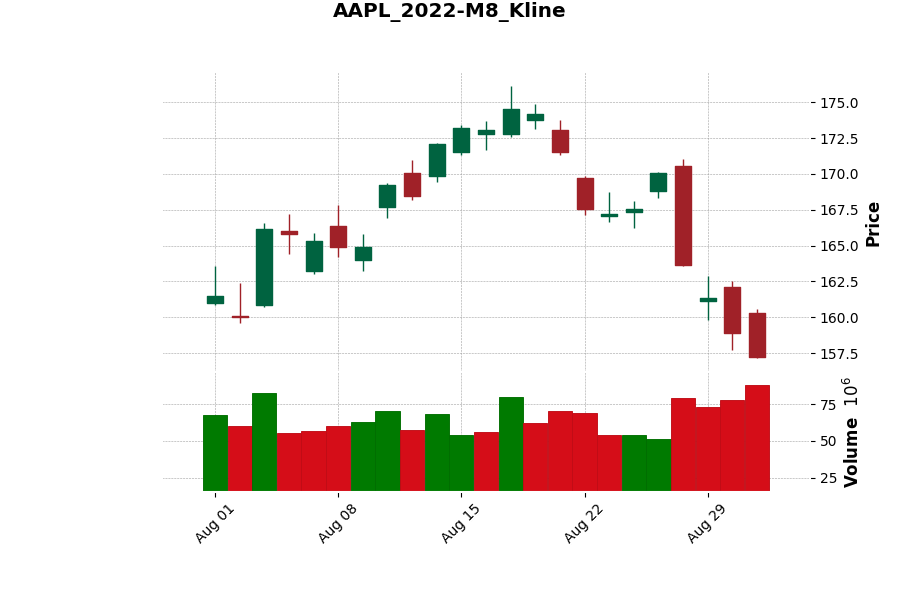 AAPL_2022-M8_Kline
175.0
172.5
170.0
167.5
165.0
162.5
160.0
157.5
Price
75
50
25
Volume 10^6
Aug 01
Aug 08
Aug 15
Aug 22
Aug 29